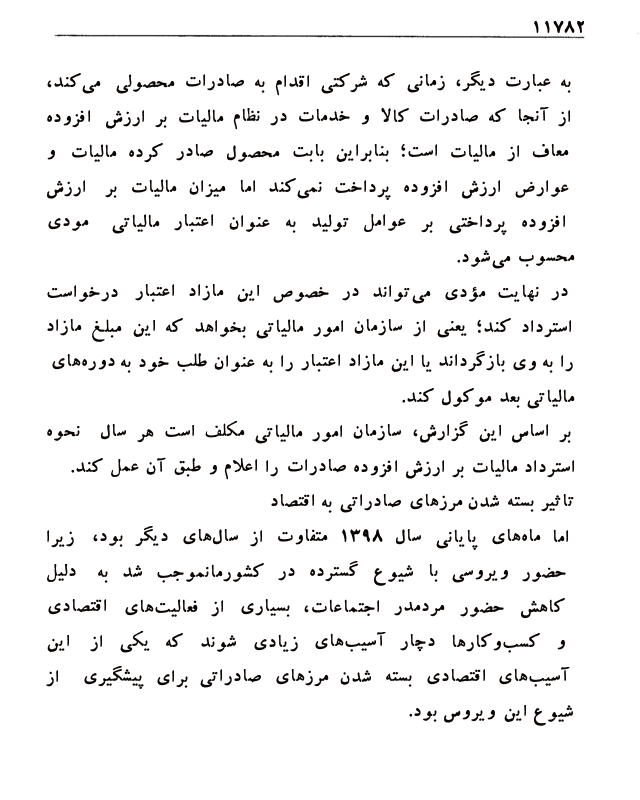 ۱۱۷۸۲
به عبارت دیگر، زمانی که شرکتی اقدام به صادرات محصولی می‌کند،
از آنجا که صادرات کالا و خدمات در نظام مالیات بر ارزش افزوده
معاف از مالیات است؛ بنابراین بابت محصول صادر کرده مالیات و
عوارض ارزش افزوده پرداخت نمی‌کند اما میزان مالیات بر ارزش
افزوده پرداختی بر عوامل تولید به عنوان اعتبار مالیاتی مودی
محسوب می‌شود.
در نهایت مؤدی می‌تواند در خصوص این مازاد اعتبار درخواست
استرداد کند؛ یعنی از سازمان امور مالیاتی بخواهد که این مبلغ مازاد
را به وی بازگرداند یا این مازاد اعتبار را به عنوان طلب خود به دوره‌های
مالیاتی بعد موکول کند.
بر اساس این گزارش، سازمان امور مالیاتی مکلف است هر سال نحوه
استرداد مالیات بر ارزش افزوده صادرات را اعلام و طبق آن عمل کند.
تاثیر بسته شدن مرزهای صادراتی به اقتصاد
اما ماه‌های پایانی سال ۱۳۹۸ متفاوت از سال‌های دیگر بود، زیرا
حضور ویروسی با شیوع گسترده در کشورمانموجب شد به دلیل
کاهش حضور مردمدر اجتماعات، بسیاری از فعالیت‌های اقتصادی
و کسب‌وکارها دچار آسیب‌های زیادی شوند که یکی از این
آسیب‌های اقتصادی بسته شدن مرزهای صادراتی برای پیشگیری از
شیوع این ویروس بود.